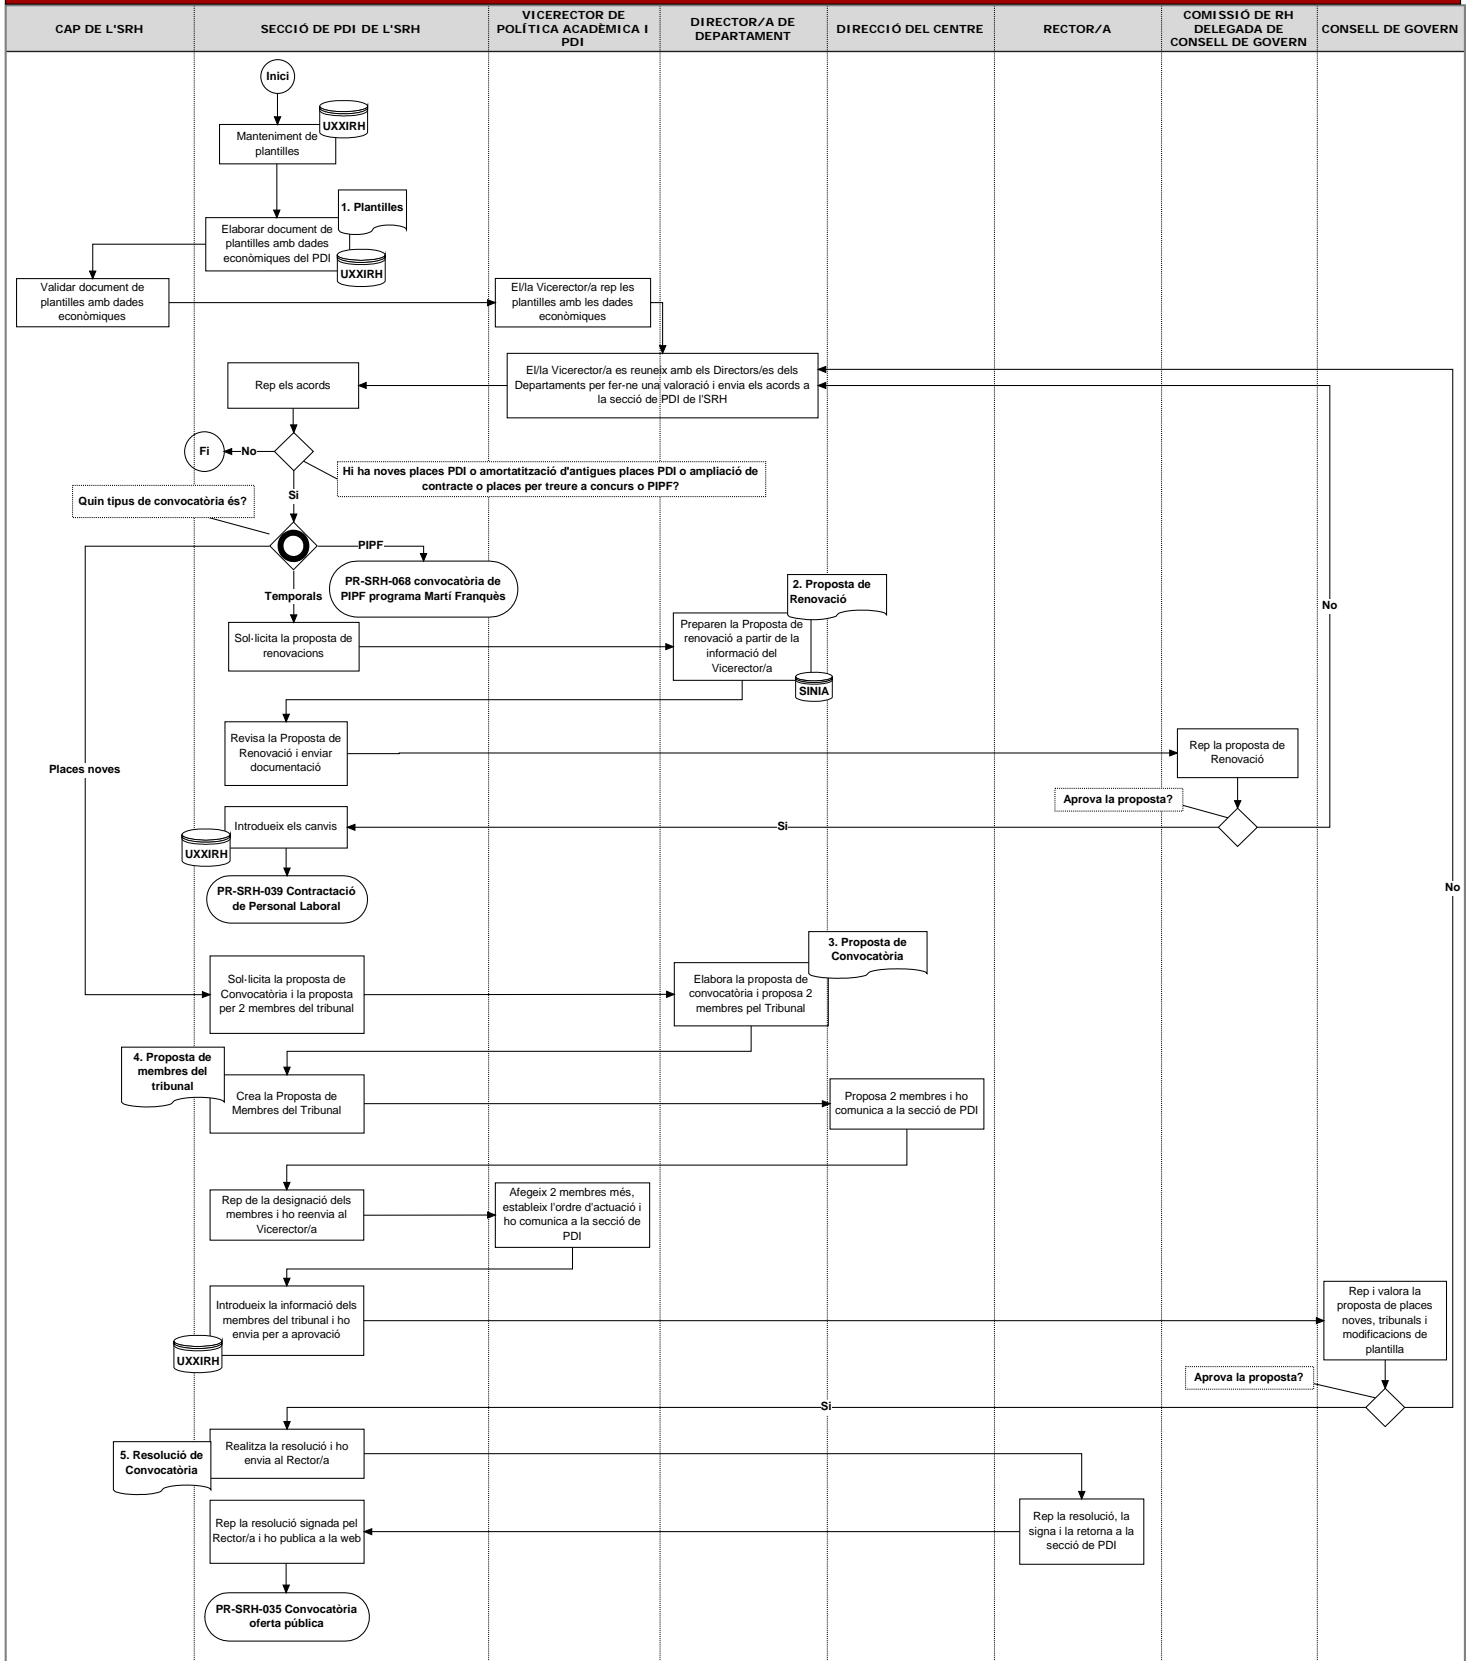 CAP DE L'SRH
SECCIÓ DE PDI DE L'SRH
VICERECTOR DE
POLÍTICA ACADÈMICA I
PDI
DIRECTOR/A DE
DEPARTAMENT
DIRECCIÓ DEL CENTRE
RECTOR/A
COMISSIÓ DE RH
DELEGADA DE
CONSELL DE GOVERN
CONSELL DE GOVERN
Inici
UXXIRH
Manteniment de
plantilles
1. Plantilles
Elaborar document de
plantilles amb dades
econòmiques del PDI
UXXIRH
Validar document de
plantilles amb dades
econòmiques
El/la Vicerector/a rep les
plantilles amb les dades
econòmiques
El/la Vicerector/a es reuneix amb els Directors/es dels
Departaments per fer-ne una valoració i envia els acords a
la secció de PDI de l'SRH
Rep els acords
Fi
No
Hi ha noves places PDI o amortatització d'antigues places PDI o ampliació de
contracte o places per treure a concurs o PIPF?
Si
Quin tipus de convocatòria és?
PIPF
PR-SRH-068 convocatòria de
PIPF programa Martí Franquès
Temporals
2. Proposta de
Renovació
No
Sol·licita la proposta de
renovacions
Preparen la Proposta de
renovació a partir de la
informació del
Vicerector/a
SINIA
Revisa la Proposta de
Renovació i enviar
documentació
Rep la proposta de
Renovació
Places noves
Aprova la proposta?
Introdueix els canvis
UXXIRH
Si
PR-SRH-039 Contractació
de Personal Laboral
No
3. Proposta de
Convocatòria
Sol·licita la proposta de
Convocatòria i la proposta
per 2 membres del tribunal
Elabora la proposta de
convocatòria i proposa 2
membres pel Tribunal
4. Proposta de
membres del
tribunal
Crea la Proposta de
Membres del Tribunal
Proposa 2 membres i ho
comunica a la secció de PDI
Rep de la designació dels
membres i ho reenvia al
Vicerector/a
Afegeix 2 membres més,
estableix l'ordre d'actuació i
ho comunica a la secció de
PDI
Introdueix la informació dels
membres del tribunal i ho
envia per a aprovació
UXXIRH
Rep i valora la
proposta de places
noves, tribunals i
modificacions de
plantilla
Aprova la proposta?
Si
5. Resolució de
Convocatòria
Realitza la resolució i ho
envia al Rector/a
Rep la resolució signada pel
Rector/a i ho publica a la web
Rep la resolució, la
signa i la retorna a la
secció de PDI
PR-SRH-035 Convocatòria
oferta pública